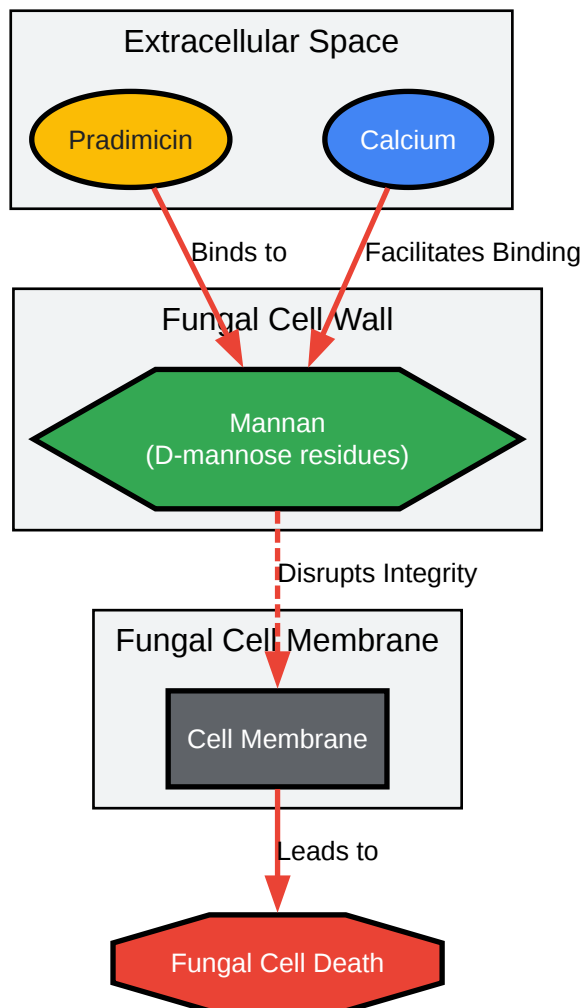 Extracellular Space
Pradimicin
Calcium
Binds to
Facilitates Binding
Fungal Cell Wall
Mannan
(D-mannose residues)
Disrupts Integrity
Fungal Cell Membrane
Cell Membrane
Leads to
Fungal Cell Death